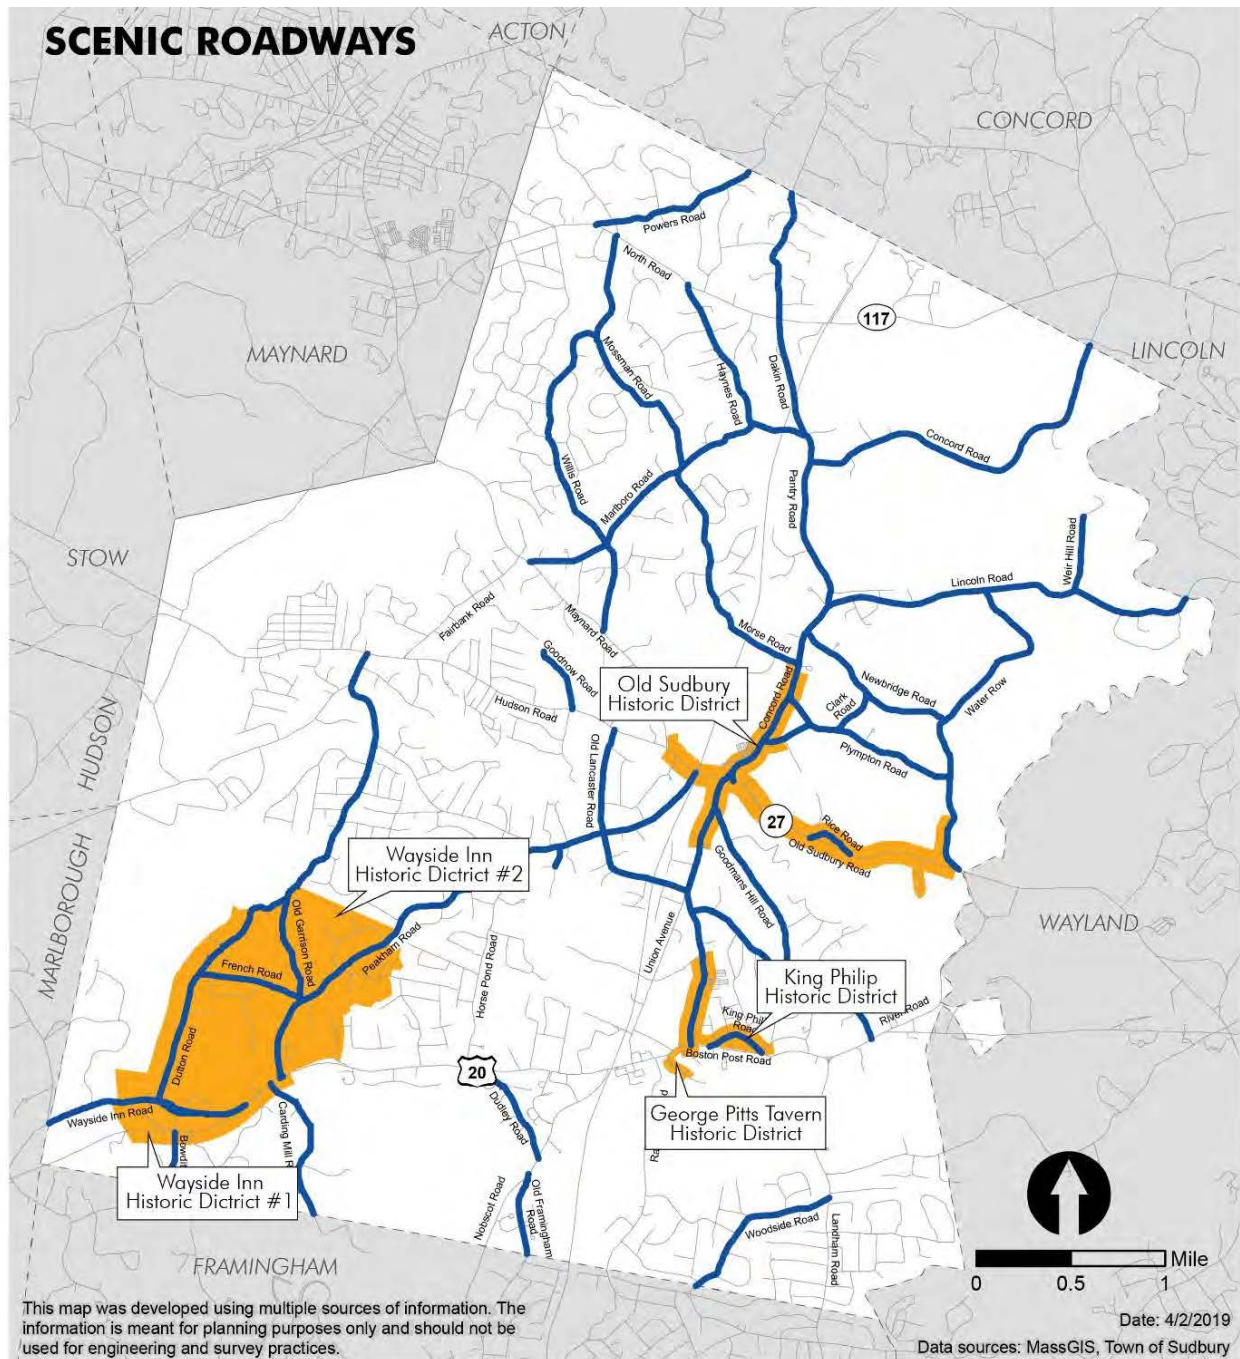 SCENIC ROADWAYS
ACTON
CONCORD
Powers Road
North Road
117
MAYNARD
LINCOLN
Mossman Road
Haynes Road
Dakin Road
Concord Road
Willis Road
Marlboro Road
Pantry Road
STOW
Weir Hill Road
Lincoln Road
Fairbank Road
Maynard Road
Morse Road
Goodnow Road
Old Sudbury
Historic District
Concord Road
Newbridge Road
Clark
Road
Water Row
Hudson Road
HUDSON
Plympton Road
Old Lancaster Road
27
Rice Road
Old Sudbury Road
Wayside Inn
Historic Dictrict #2
Goodmans Hill Road
MARLBOROUGH
WAYLAND
Old Garrison Road
Peakham Road
Union Avenue
French Road
Horse Pond Road
King Philip
Historic District
King Phil
Road
River Road
Dutton Road
Boston Post Road
20
Wayside Inn Road
Carding Mill R
Dudley Road
George Pitts Tavern
Historic District
Ra
d
Bowdi
Wayside Inn
Historic Dictrict #1
Nobscot Road
Old Framingham
Road
Woodside Road
Landham Road
FRAMINGHAM
Mile
0 0.5 1
This map was developed using multiple sources of information. The
information is meant for planning purposes only and should not be
used for engineering and survey practices.
Date: 4/2/2019
Data sources: MassGIS, Town of Sudbury